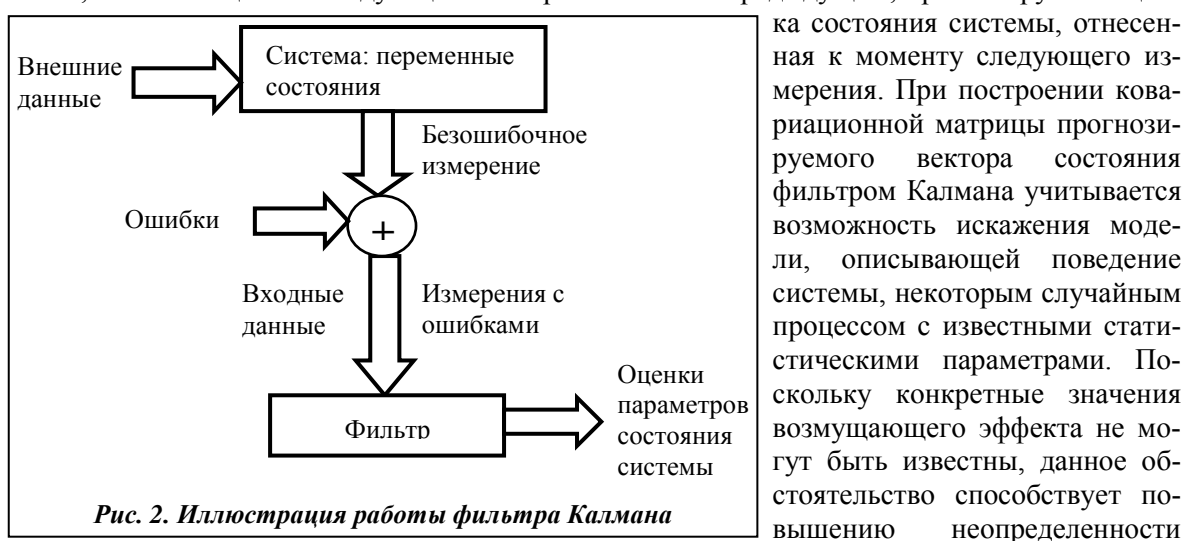 Внешние
данные
Система: переменные
состояния
Безошибочное
измерение
Ошибки
+
Входные
данные
Измерения с
ошибками
Фильтр
Оценки
параметров
состояния
системы
Рис. 2. Иллюстрация работы фильтра Калмана
ка состояния системы, отнесен-
ная к моменту следующего из-
мерения. При построении кова-
риационной матрицы прогнози-
руемого вектора состояния
фильтром Калмана учитывается
возможность искажения моде-
ли, описывающей поведение
системы, некоторым случайным
процессом с известными стати-
стическими параметрами. По-
скольку конкретные значения
возмущающего эффекта не мо-
гут быть известны, данное об-
стоятельство способствует по-
вышению неопределенности